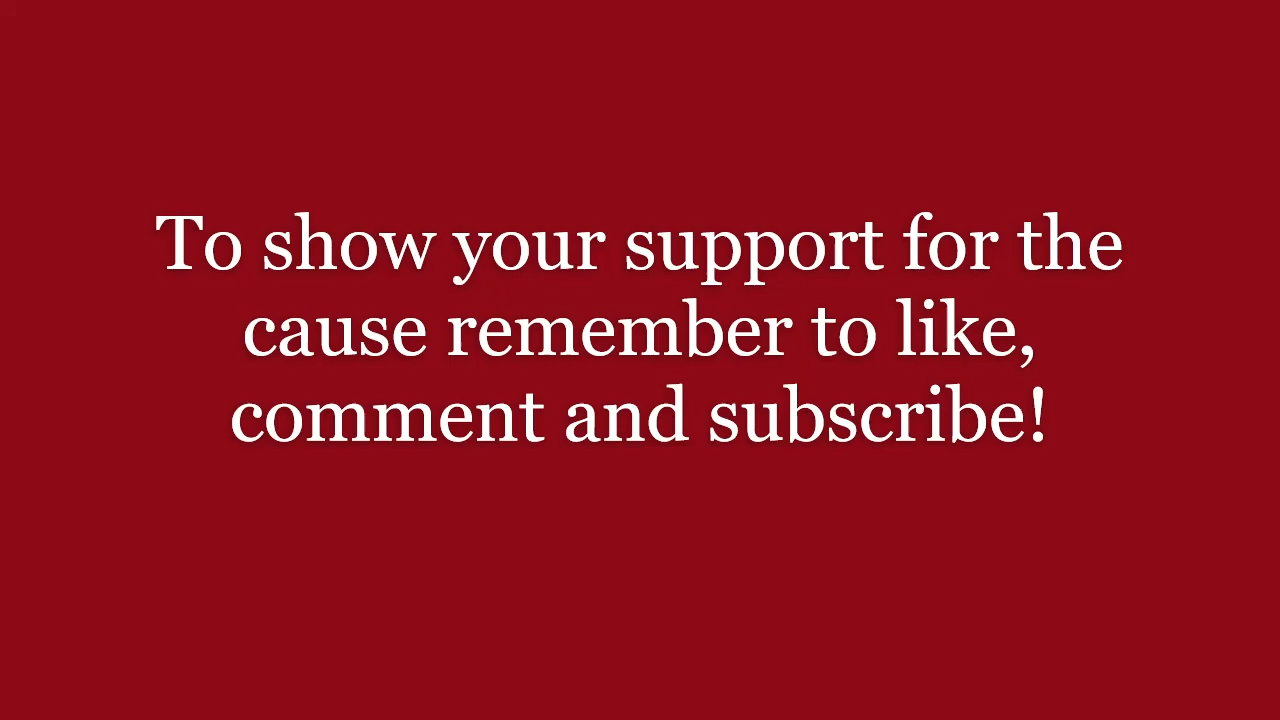 To show your support for the
cause remember to like,
comment and subscribe!